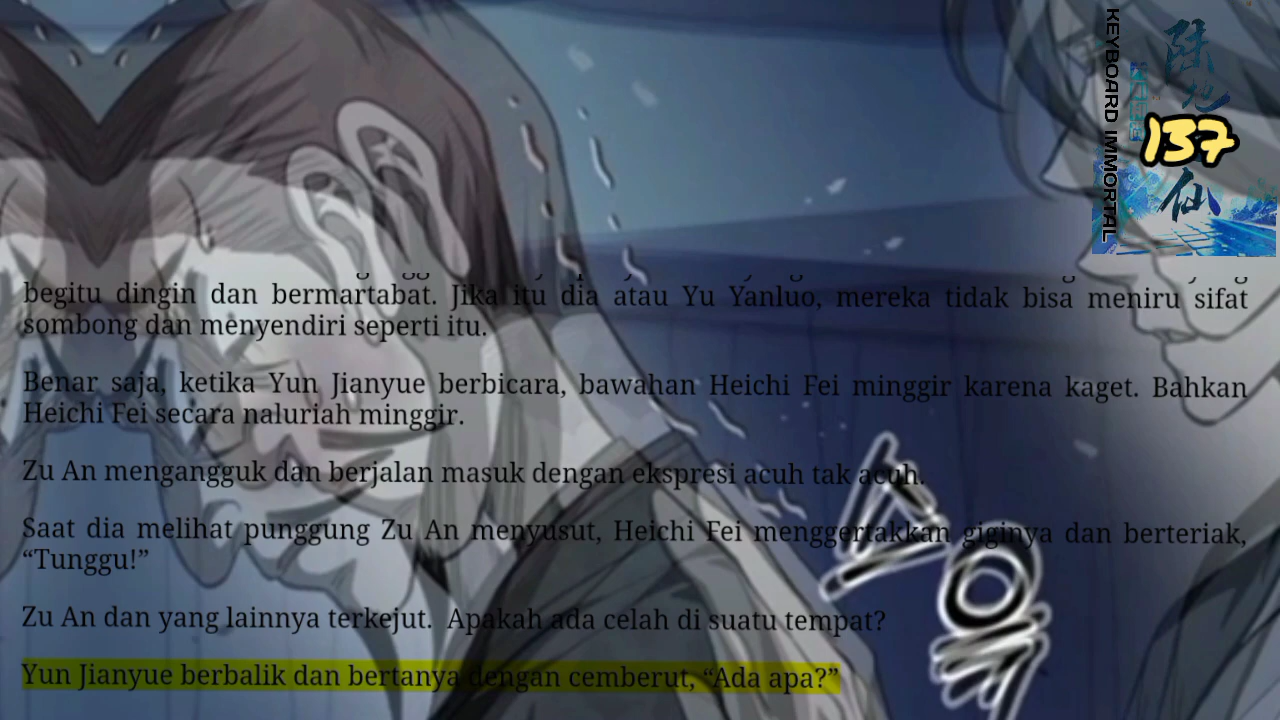 KEYBOARD IMMORTAL
陆地
137
仙
begitu dingin dan bermartabat. Jika itu dia atau Yu Yanluo, mereka tidak bisa meniru sifat
sombong dan menyendiri seperti itu.
Benar saja, ketika Yun Jianyue berbicara, bawahan Heichi Fei minggir karena kaget. Bahkan
Heichi Fei secara naluriah minggir.
Zu An mengangguk dan berjalan masuk dengan ekspresi acuh tak acuh.
Saat dia melihat punggung Zu An menyusut, Heichi Fei menggertakkan giginya dan berteriak,
“Tunggu!”
Zu An dan yang lainnya terkejut.  Apakah ada celah di suatu tempat?
Yun Jianyue berbalik dan bertanya dengan cemberut, “Ada apa?”